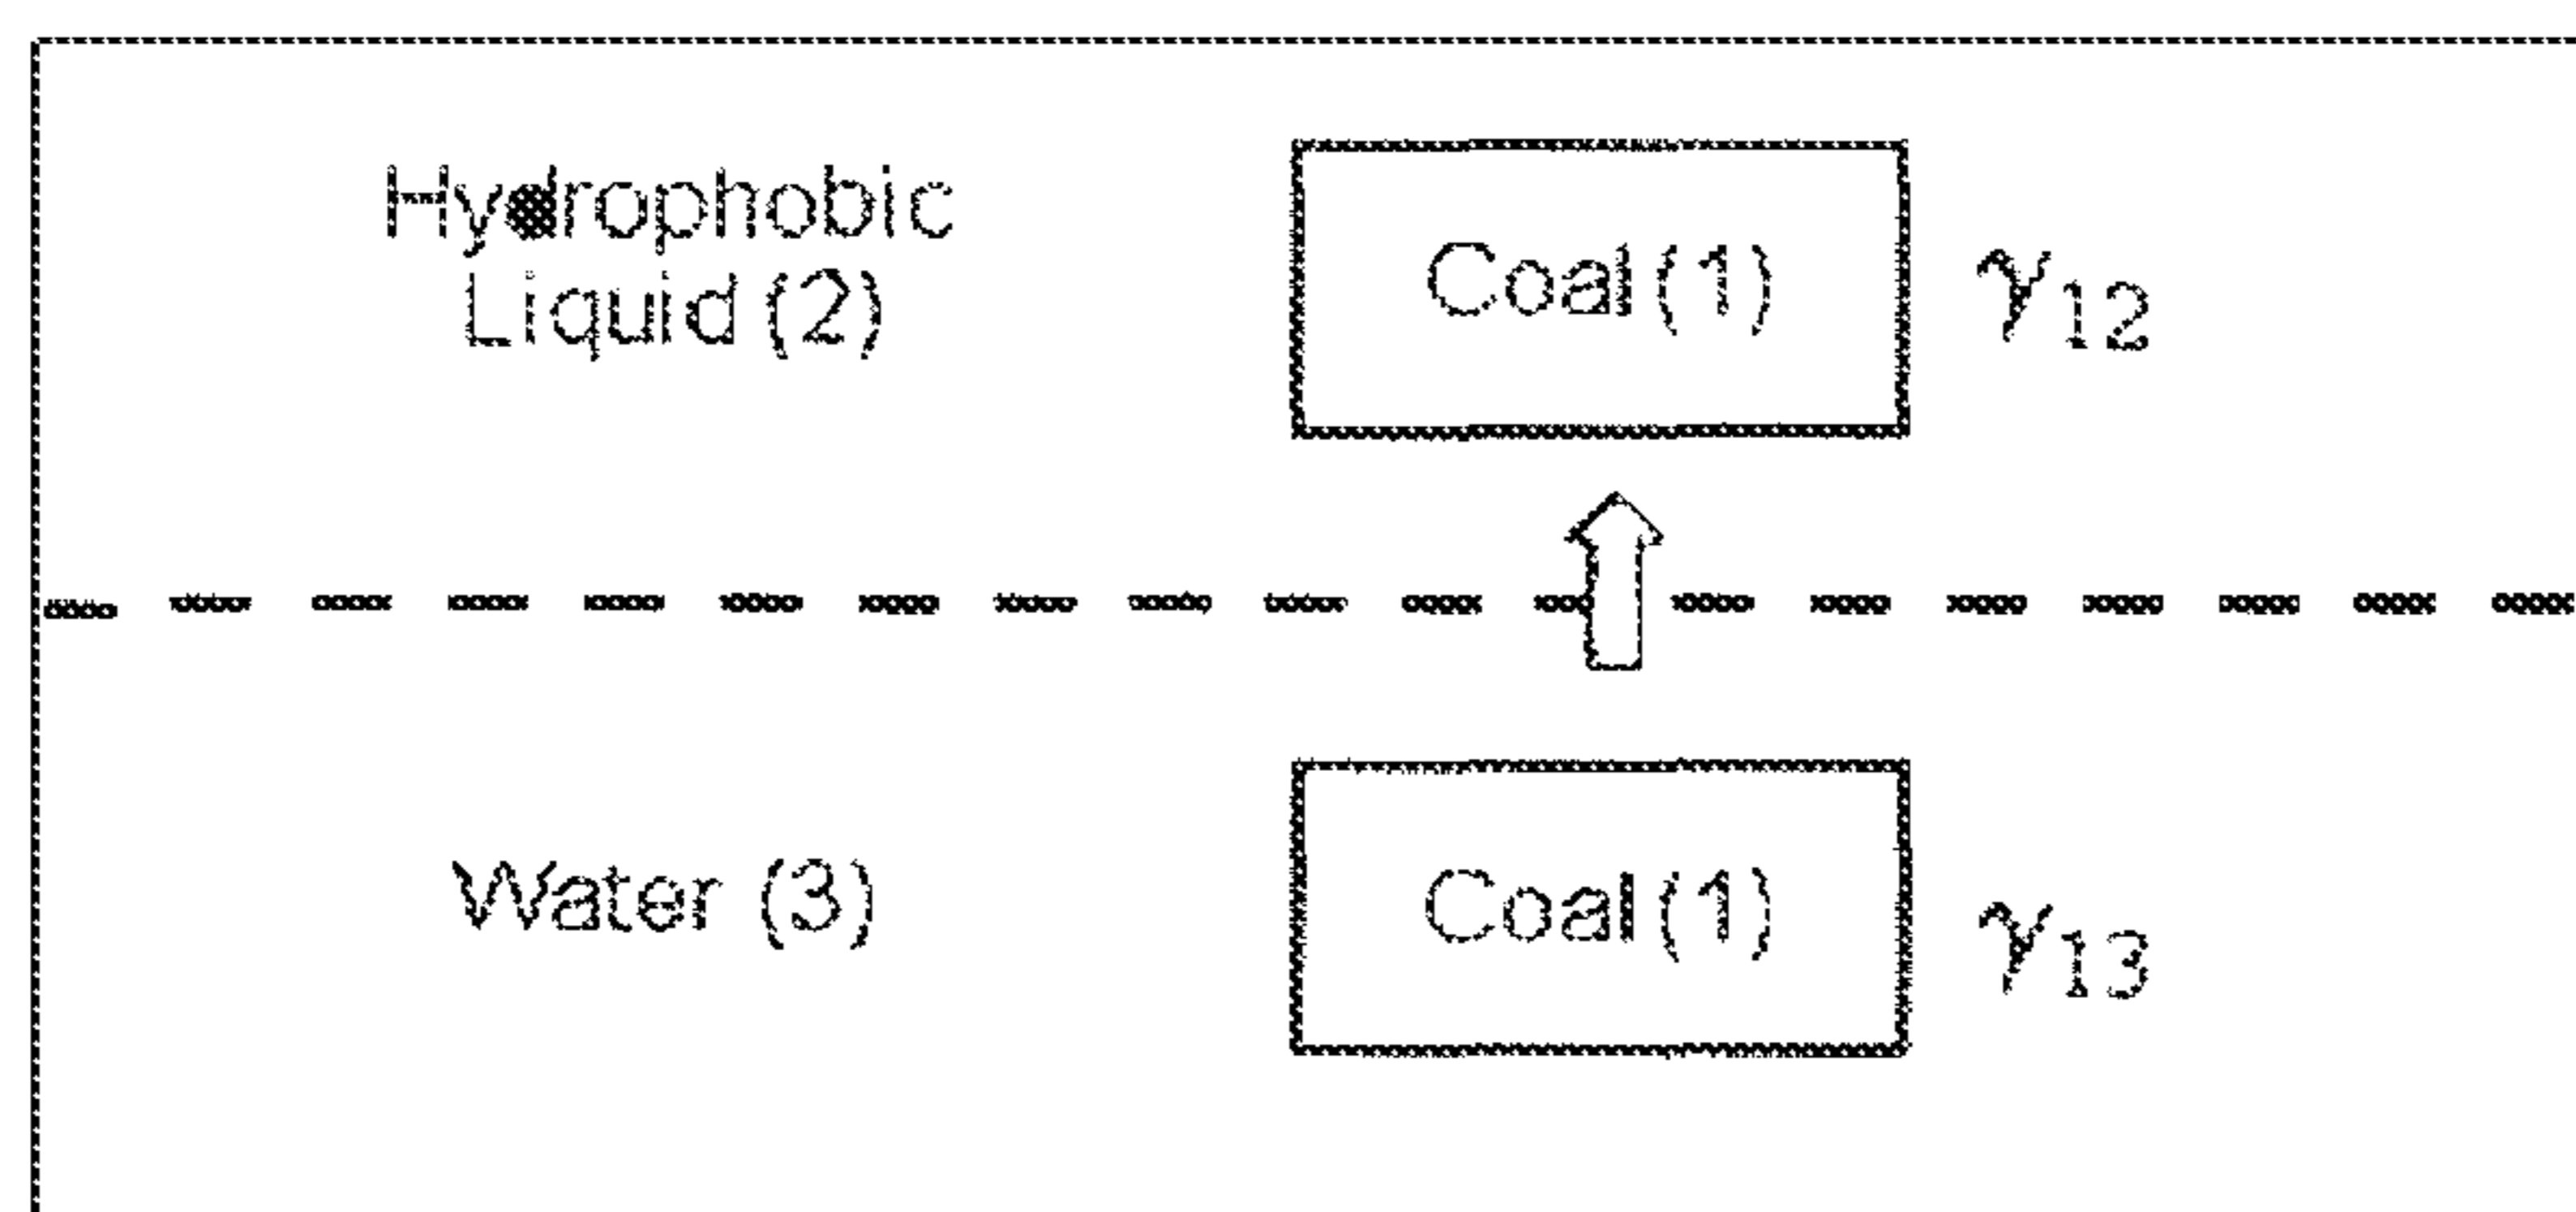 Hydrophobic
Liquid (2)
Coal (1)
γ12
Water (3)
Coal (1)
γ13